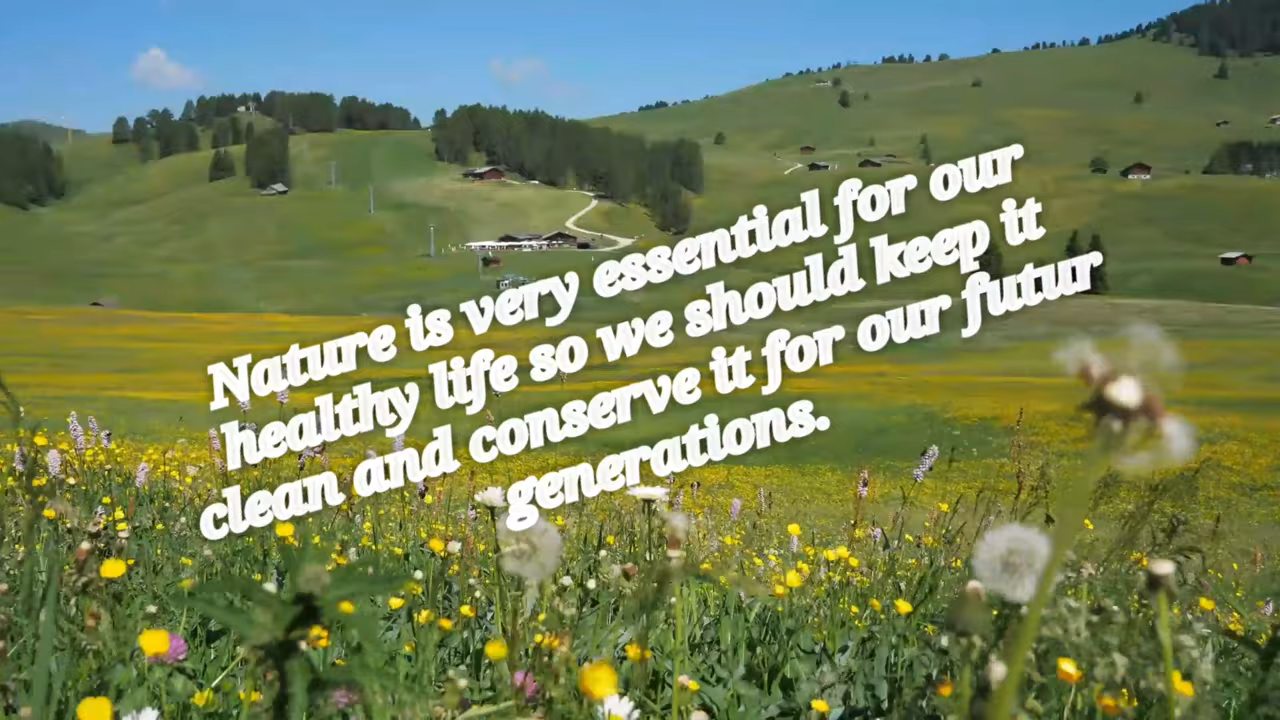 Nature is very essential for our
healthy life so we should keep it
clean and conserve it for our futur
generations.